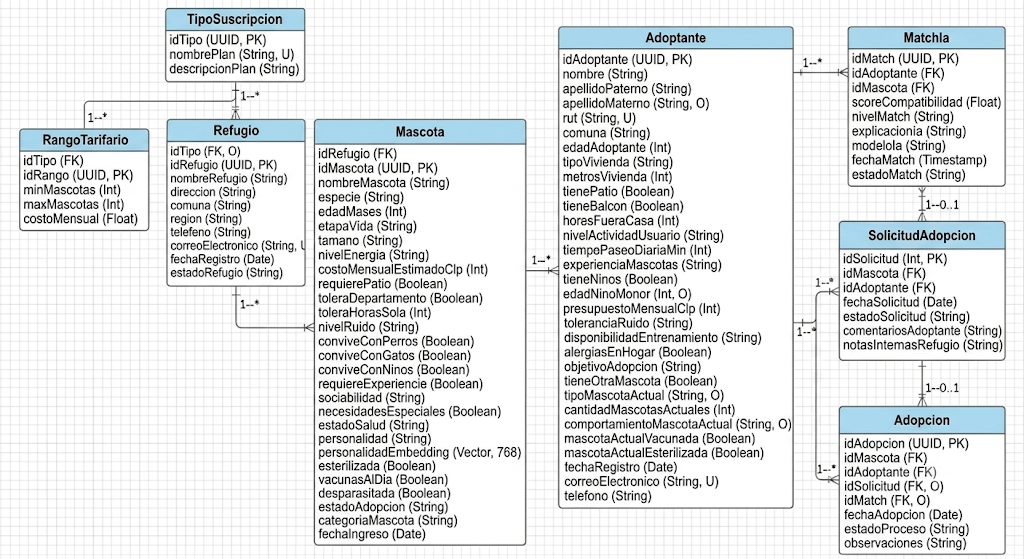 TipoSuscripcion
idTipo (UUID, PK)
nombrePlan (String, U)
descripcionPlan (String)
1--*
1--*
RangoTarifario
idTipo (FK)
idRango (UUID, PK)
minMascotas (Int)
maxMascotas (Int)
costoMensual (Float)
Refugio
idTipo (FK, O)
idRefugio (UUID, PK)
nombreRefugio (String)
direccion (String)
comuna (String)
region (String)
telefeno (String)
correoElectronico (String, U
fechaRegistro (Date)
estadoRefugio (String)
1--*
Mascota
idRefugio (FK)
idMascota (UUID, PK)
nombreMascota (String)
especie (String)
edadMases (Int)
etapaVida (String)
tamano (String)
nivelEnergia (String)
costoMensualEstimadoClp (Int)
requierePatio (Boolean)
toleraDepartamento (Boolean)
toleraHorasSola (Int)
nivelRuido (String)
conviveConPerros (Boolean)
conviveConGatos (Boolean)
conviveConNinos (Boolean)
requiereExperiencie (Boolean)
sociabilidad (String)
necesidadesEspeciales (Boolean)
estadoSalud (String)
personalidad (String)
personalidadEmbedding (Vector, 768)
esterilizada (Boolean)
vacunasAlDia (Boolean)
desparasitada (Boolean)
estadoAdopcion (String)
categoriaMascota (String)
fechaIngreso (Date)
1--*
Adoptante
idAdoptante (UUID, PK)
nombre (String)
apellidoPaterno (String)
apellidoMaterno (String, O)
rut (String, U)
comuna (String)
edadAdoptante (Int)
tipoVivienda (String)
metrosVivienda (Int)
tienePatio (Boolean)
tieneBalcon (Boolean)
horasFueraCasa (Int)
nivelActividadUsuario (String)
tiempoPaseoDiariaMin (Int)
experienciaMascotas (String)
tieneNinos (Boolean)
edadNinoMonor (Int, O)
presupuestoMensualClp (Int)
toleranciaRuido (String)
disponibilidadEntrenamiento (String)
alergiasEnHogar (Boolean)
objetivoAdopcion (String)
tieneOtraMascota (Boolean)
tipoMascotaActual (String, O)
cantidadMascotasActuales (Int)
comportamientoMascotaActual (String, O)
mascotaActualVacunada (Boolean)
mascotaActualEsterilizada (Boolean)
fechaRegistro (Date)
correoElectronico (String, U)
telefono (String)
1--*
1--*
1--*
1--*
MatchIa
idMatch (UUID, PK)
idAdoptante (FK)
idMascota (FK)
scoreCompatibilidad (Float)
nivelMatch (String)
explicacionia (String)
modeloIa (String)
fechaMatch (Timestamp)
estadoMatch (String)
1--0..1
SolicitudAdopcion
idSolicitud (Int, PK)
idMascota (FK)
idAdoptante (FK)
fechaSolicitud (Date)
estadoSolicitud (String)
comentariosAdoptante (String)
notasInternasRefugio (String)
1--0..1
Adopcion
idAdopcion (UUID, PK)
idMascota (FK)
idAdoptante (FK)
idSolicitud (FK, O)
idMatch (FK, O)
fechaAdopcion (Date)
estadoProceso (String)
observaciones (String)